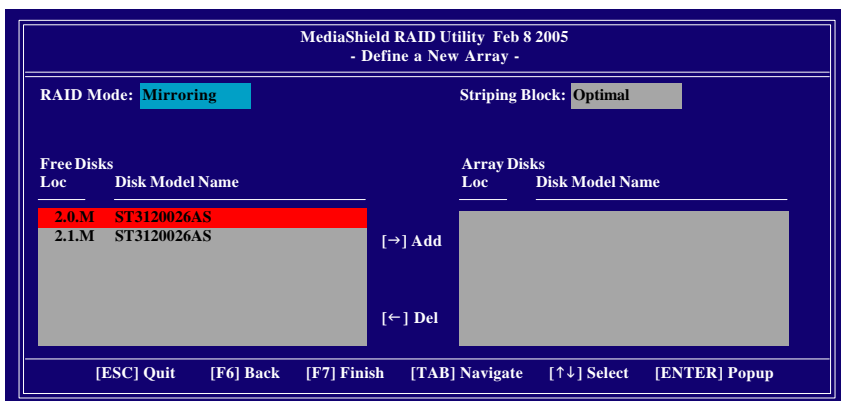 MediaShield RAID Utility Feb 8 2005
- Define a New Array -
RAID Mode: Mirroring Striping Block: Optimal
Free Disks Array Disks
Loc Disk Model Name Loc Disk Model Name
2.0.M ST3120026AS
2.1.M ST3120026AS
[→] Add
[←] Del
[ESC] Quit [F6] Back [F7] Finish [TAB] Navigate [↑↓] Select [ENTER] Popup